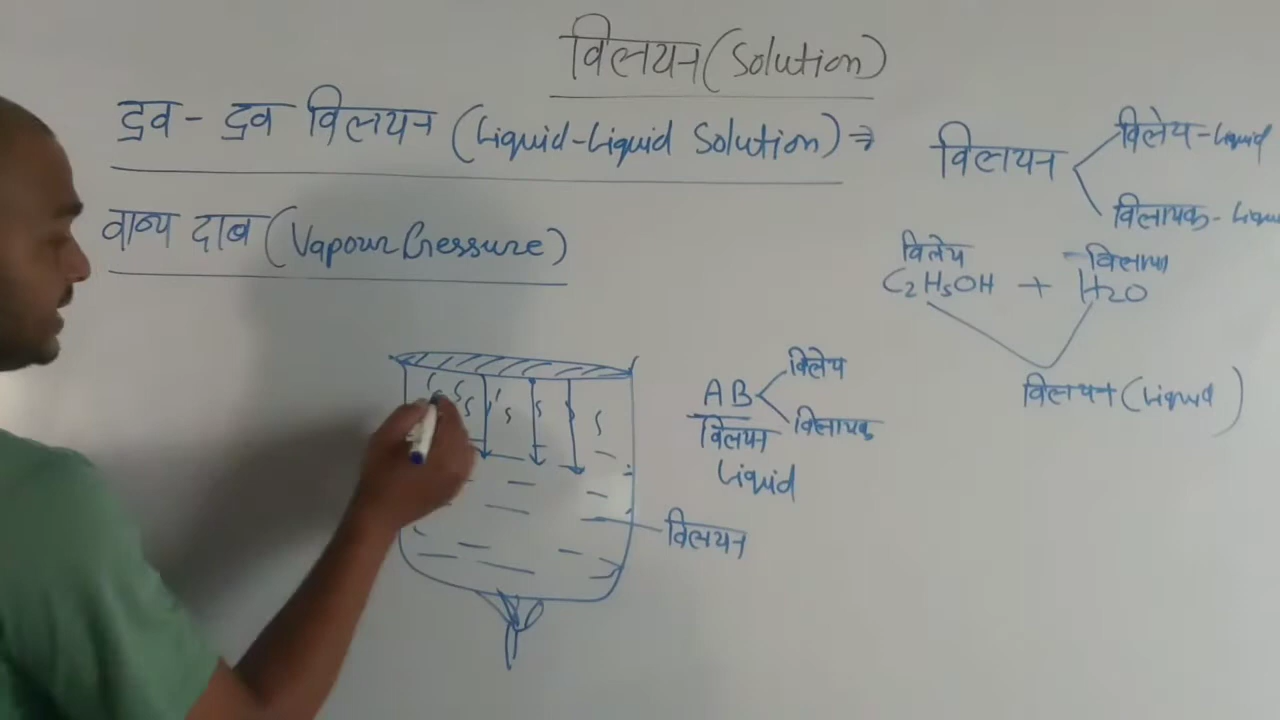 विलयन (Solution)
द्रव - द्रव विलयन (Liquid-Liquid Solution) ⇒
वाष्प दाब (Vapour Pressure)
विलयन
विलेय - Liquid
विलायक - Liquid
विलेय
C2H5OH + H2O
विलयन (Liquid)
AB
विलेय
विलायक
विलयन
Liquid
विलयन